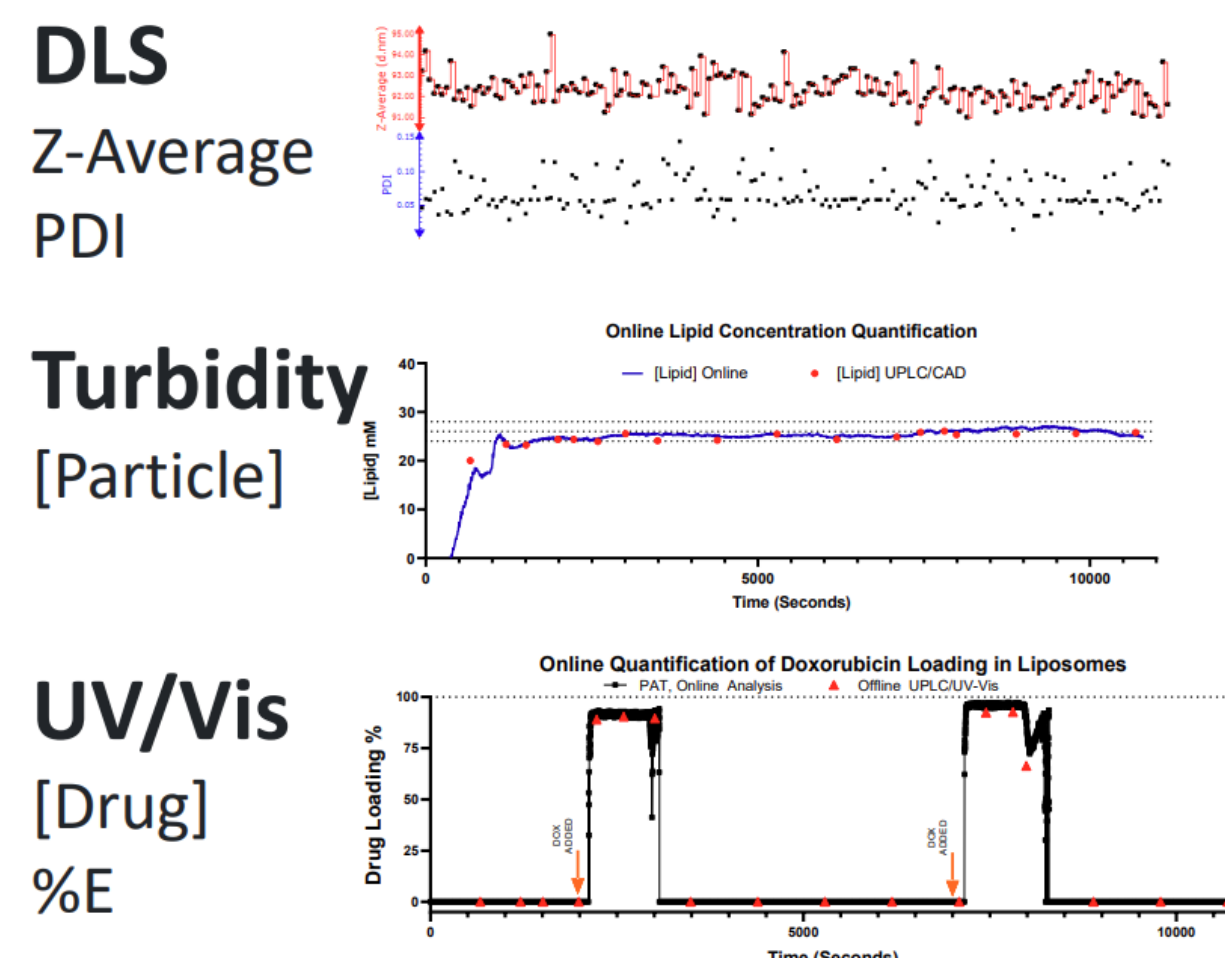 DLS
Z-Average
PDI
Z-Average (d.nm)
95.00
94.00
93.00
92.00
91.00
PDI
0.15
0.10
0.05
Turbidity
[Particle]
Online Lipid Concentration Quantification
[Lipid] Online
[Lipid] UPLC/CAD
[Lipid] mM
40
30
20
10
0
0 5000 10000
Time (Seconds)
UV/Vis
[Drug]
%E
Online Quantification of Doxorubicin Loading in Liposomes
PAT, Online Analysis
Offline UPLC/UV-Vis
Drug Loading %
100
75
50
25
0
DOX
ADDED
DOX
ADDED
0 5000 10000
Time (Seconds)